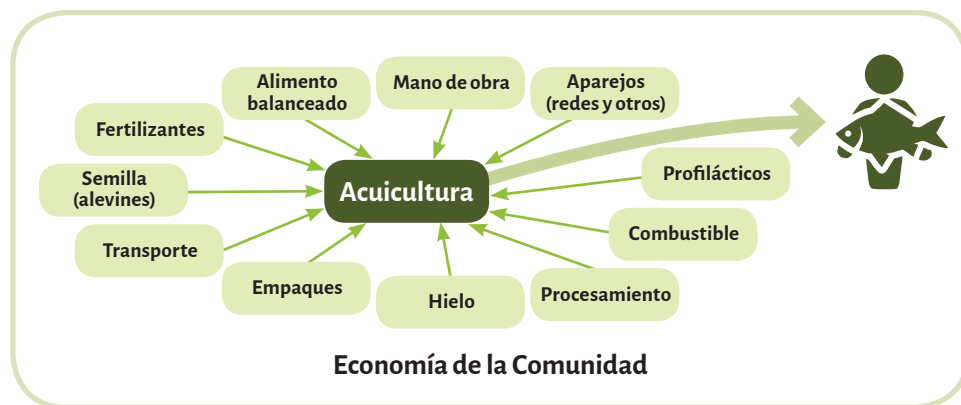 Alimento
balanceado
Mano de obra
Aparejos
(redes y otros)
Fertilizantes
Semilla
(alevines)
Acuicultura
Profilácticos
Transporte
Combustible
Empaques
Hielo
Procesamiento
Economía de la Comunidad